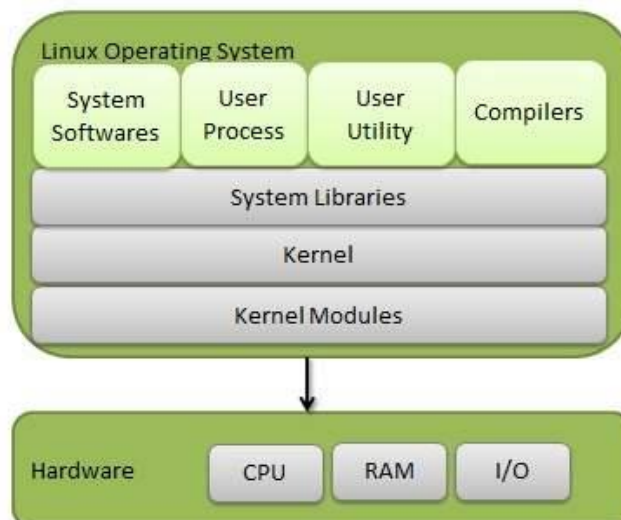 Linux Operating System
System
Softwares
User
Process
User
Utility
Compilers
System Libraries
Kernel
Kernel Modules
Hardware
CPU
RAM
I/O